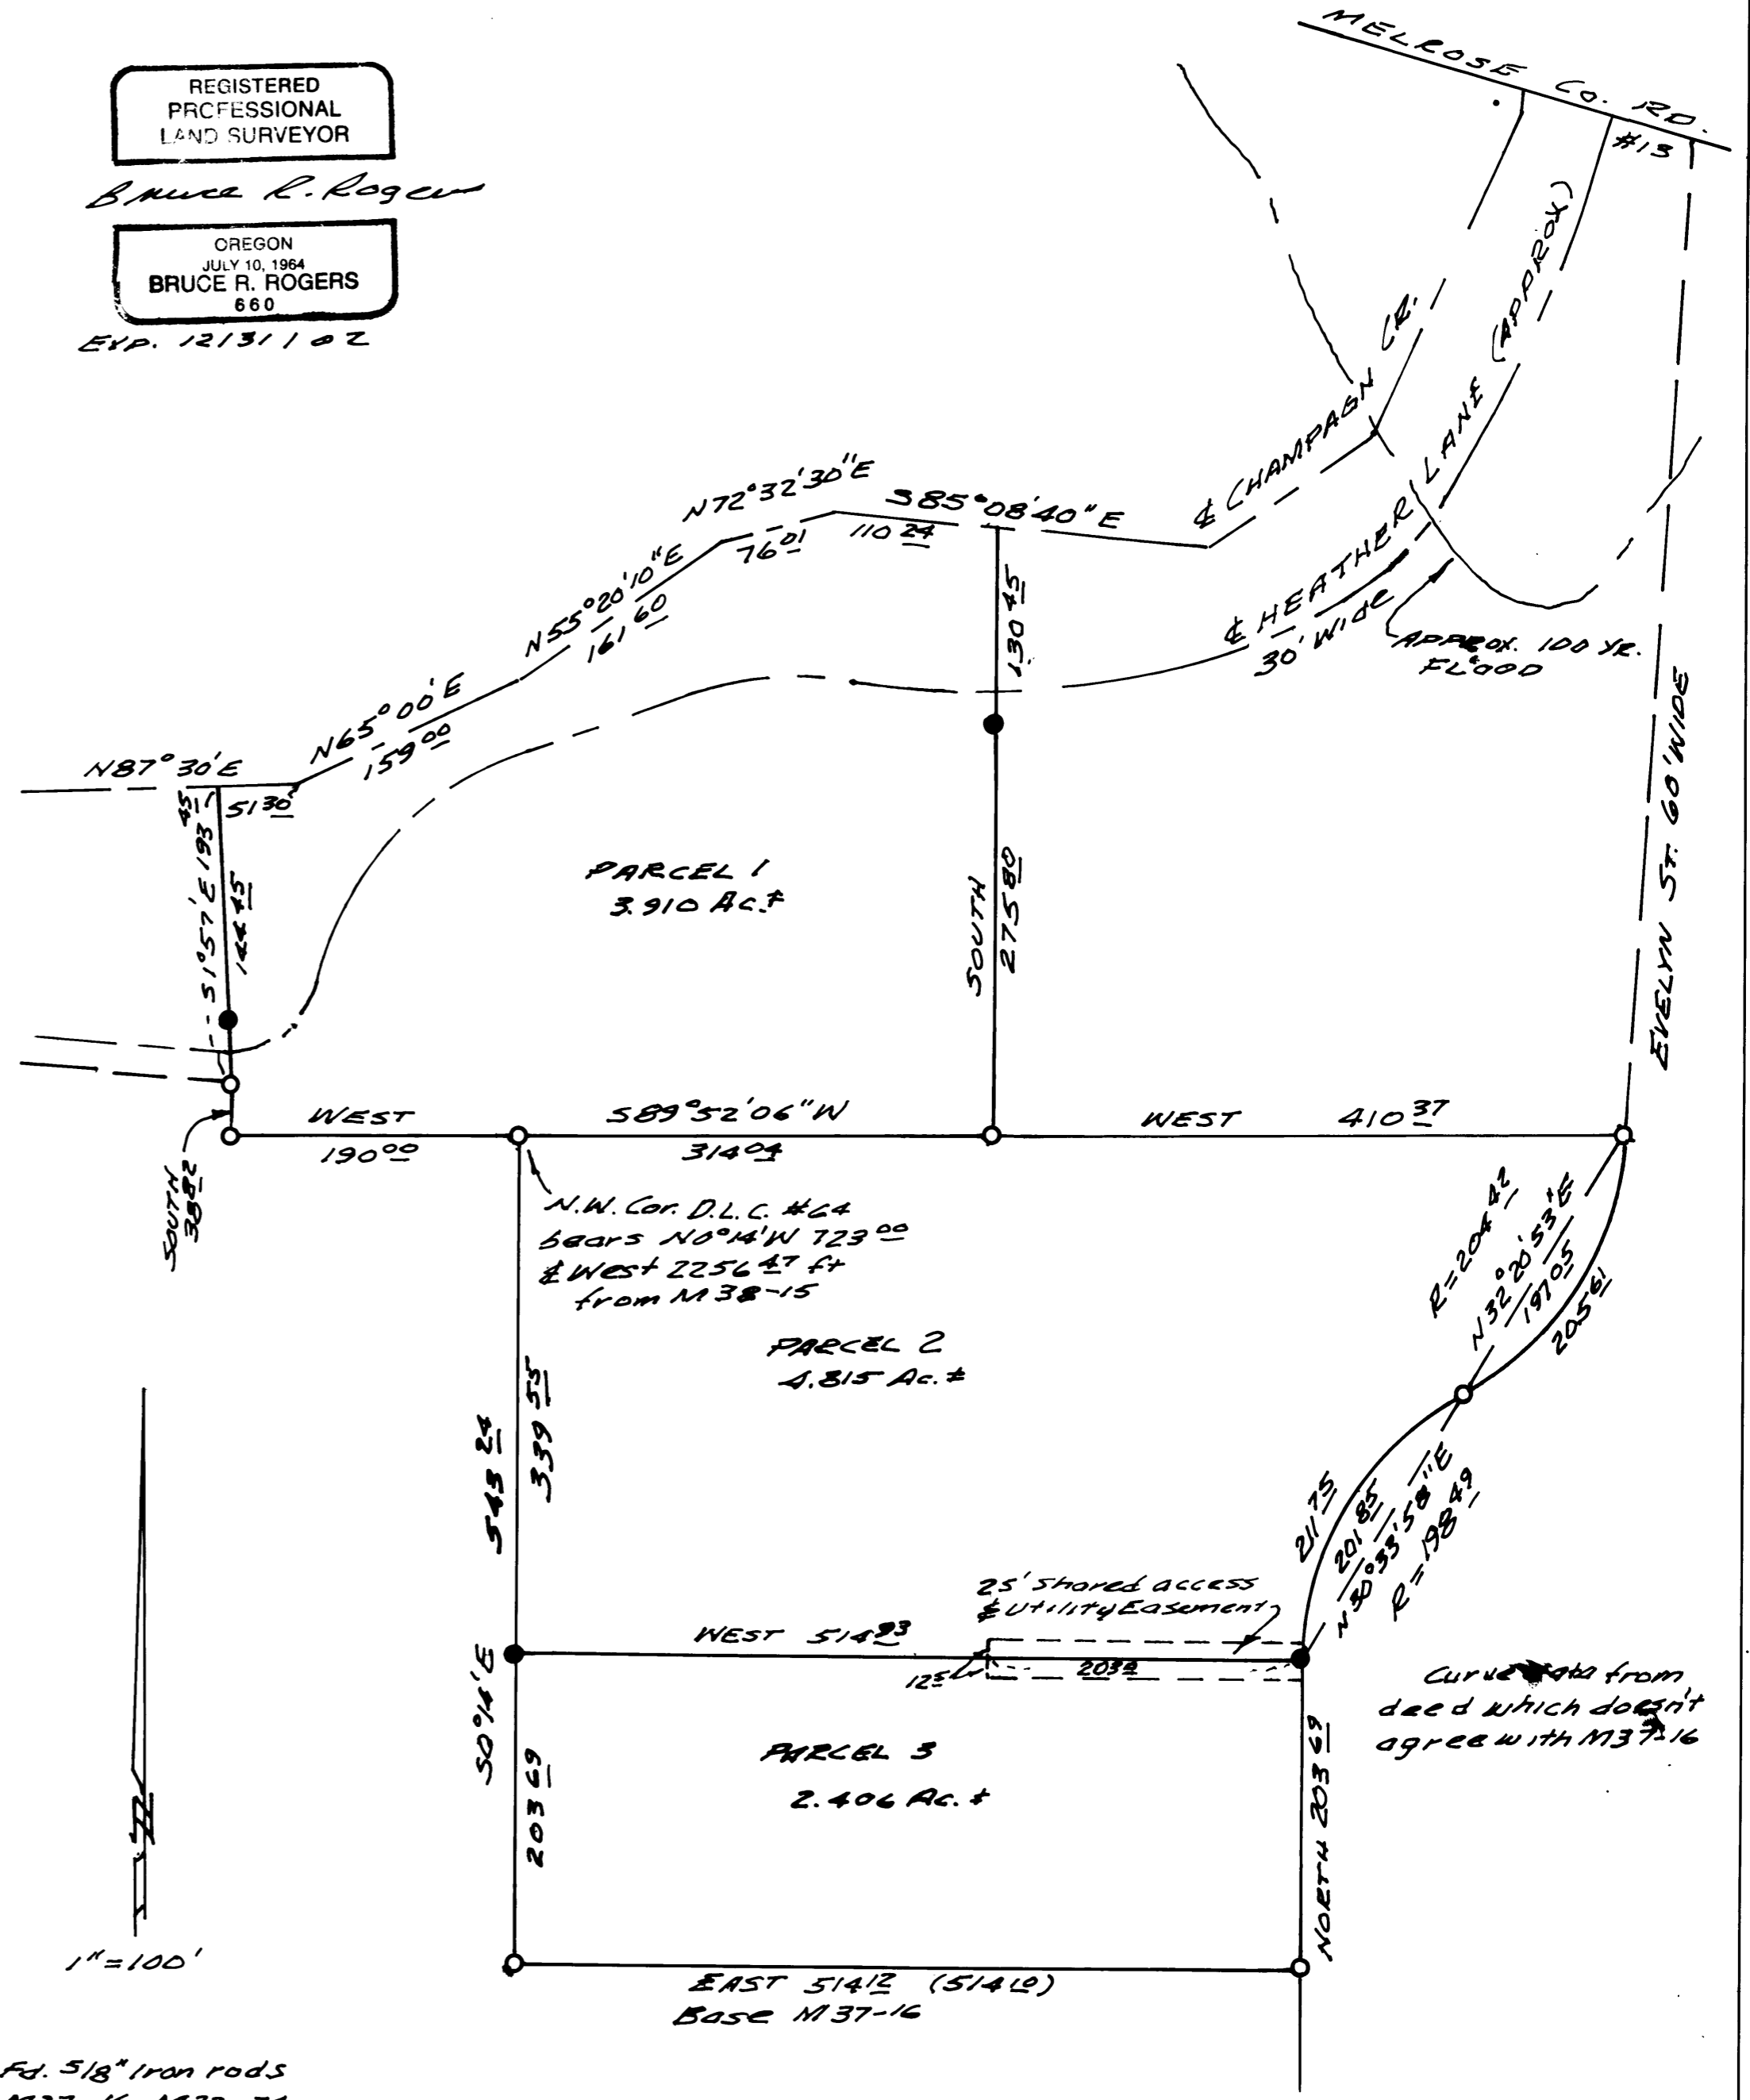 REGISTERED
PROFESSIONAL
LAND SURVEYOR
Bruce R. Rogers
OREGON
JULY 10, 1964
BRUCE R. ROGERS
660
EXP. 12/31/02
MELROSE CO. RD.
#13
℄ CHAMPAGN CR.
℄ HEATHER LANE (APPROX)
30' WIDE
APPROX. 100 YR.
FLOOD
EVELYN ST. 60' WIDE
N87°30'E
51 30
N65°00'E
159 00
N55°20'10"E
161 60
N72°32'30"E
76 01
S85°08'40"E
110 24
130 45
S1°57'E 193 45
144 45
PARCEL 1
3.910 Ac.±
SOUTH
275 80
WEST
190 00
S89°52'06"W
314 04
WEST 410 37
SOUTH
38 82
N.W. Cor. D.L.C. #64
bears N0°14'W 723 00
& West 2256 47 ft
from M38-15
R=204 42
N32°20'53"E
197 05
205 61
PARCEL 2
4.815 Ac.±
543 24
339 55
211 75
201 85
N30°33'58"E
R=198 49
25' shared access
& Utility Easement
WEST 514 93
12 5
203 4
S0°14'E
203 69
Curve data from
deed which doesn't
agree with M37-16
PARCEL 3
2.406 Ac.±
NORTH 203 69
N
1"=100'
EAST 514 12 (514 10)
Base M37-16
Fd. 5/8" Iron rods